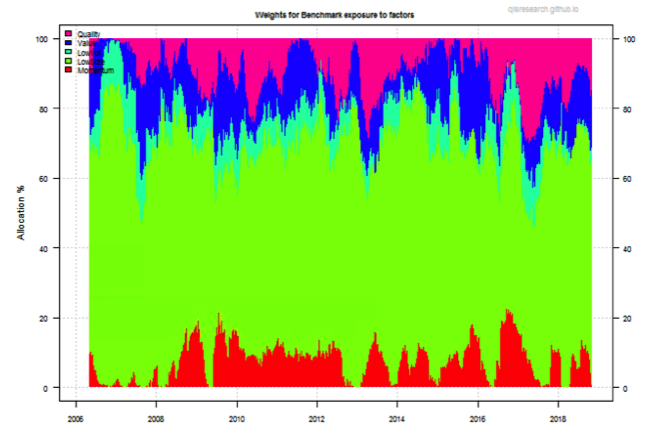 Weights for Benchmark exposure to factors
qisresearch.github.io
Quality
Value
Momentum
Allocation %
100
80
60
40
20
0
100
80
60
40
20
0
2006 2008 2010 2012 2014 2016 2018